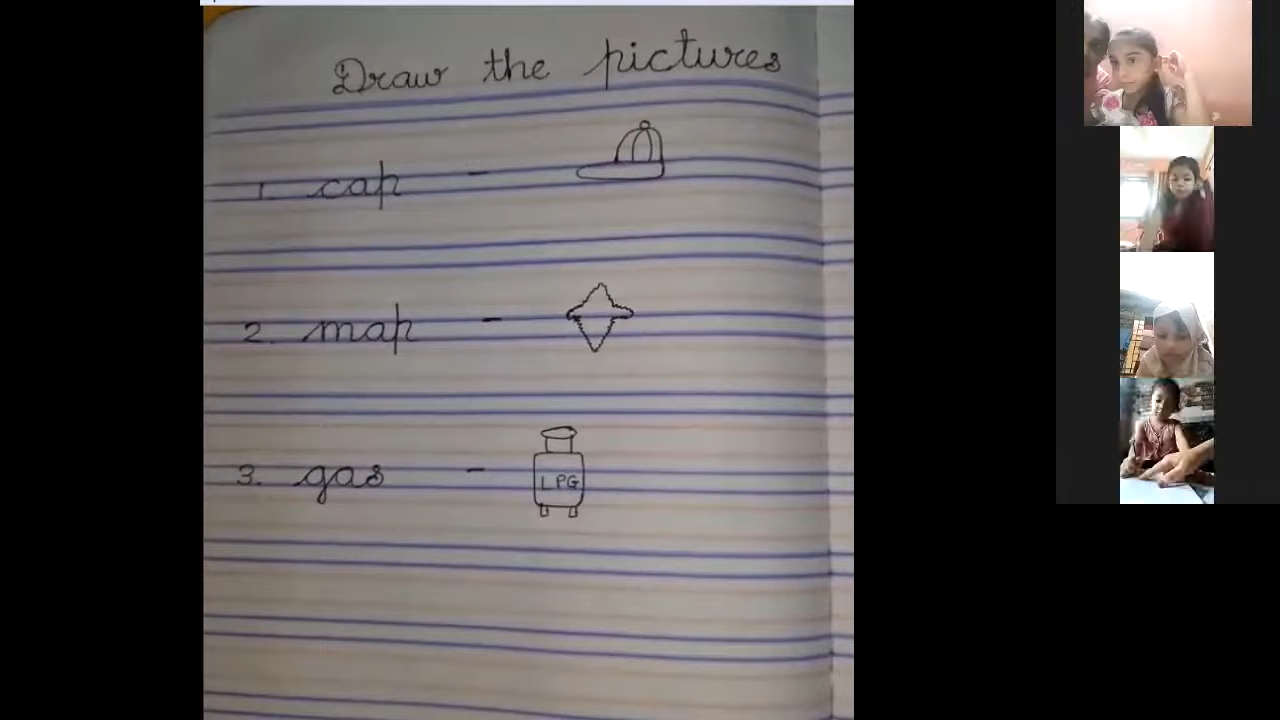 Draw the pictures
1. cap -
2. map -
3. gas - LPG